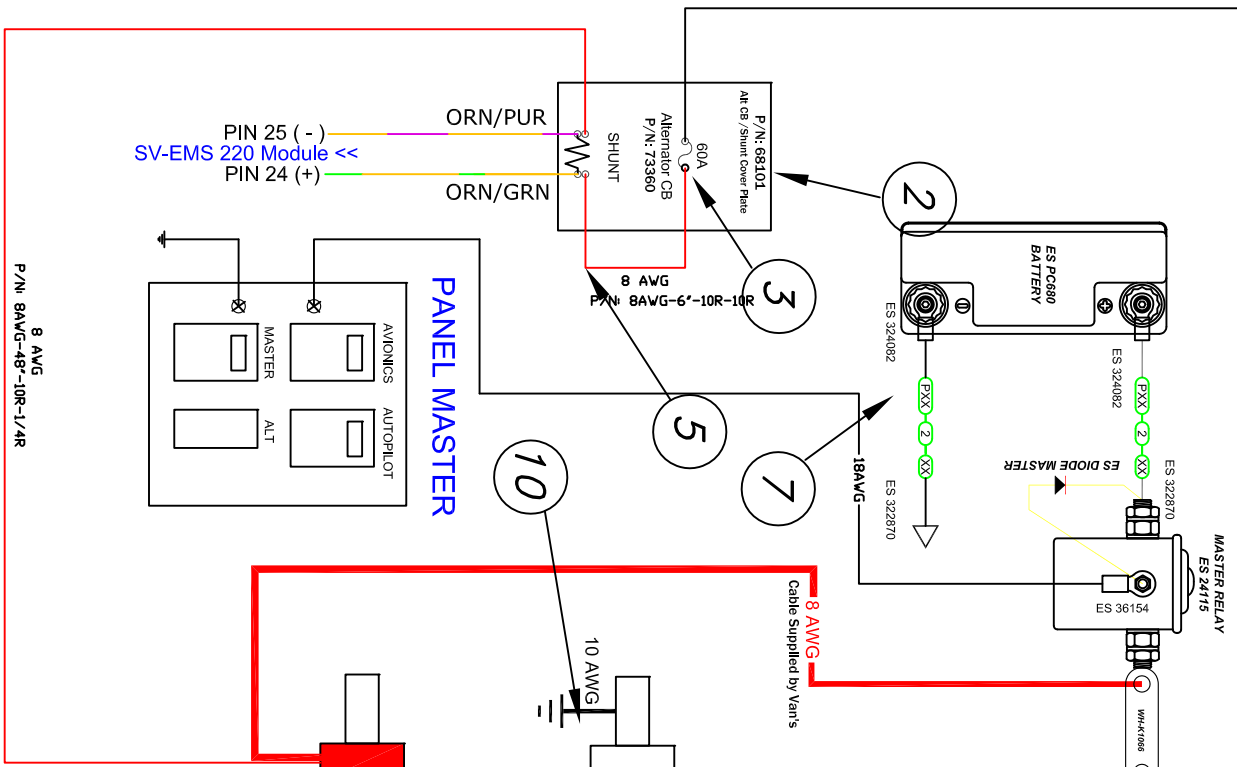 ORN/PUR
PIN 25 ( - )
SV-EMS 220 Module <<
PIN 24 (+)
ORN/GRN
SHUNT
60A
Alternator CB
P/N: 73360
P/N: 68101
Alt CB /Shunt Cover Plate
2
3
8 AWG
P/N: 8AWG-6"-10R-10R
5
ES PC680
BATTERY
ES 324082
ES 324082
PXX
2
XX
PXX
2
XX
ES 322870
ES 322870
7
18AWG
ES DIODE MASTER
MASTER RELAY
ES 24115
ES 36154
WH-K1066
PANEL MASTER
AVIONICS
MASTER
AUTOPILOT
ALT
10
10 AWG
8 AWG
Cable Supplied by Van's
8 AWG
P/N: 8AWG-48"-10R-1/4R